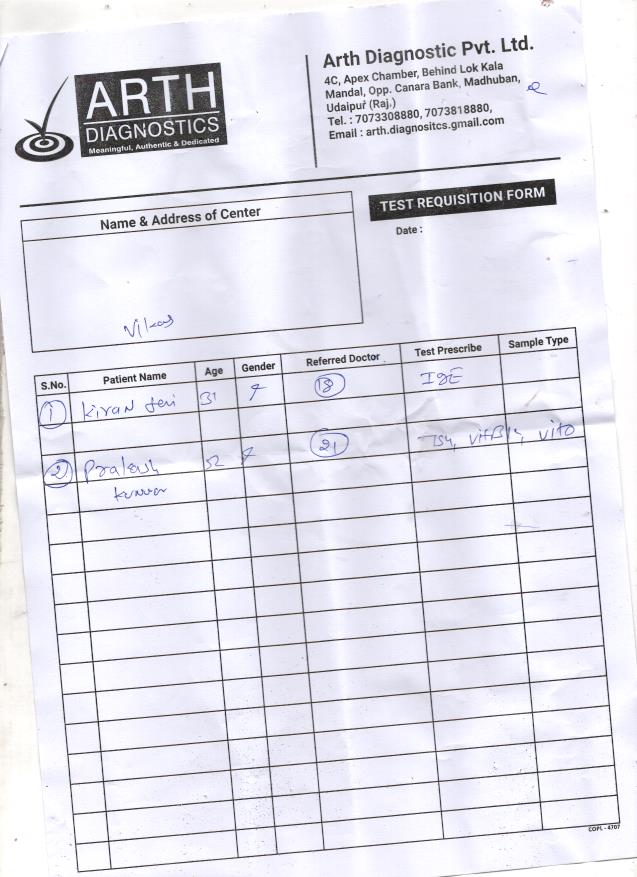 ARTH
DIAGNOSTICS
Meaningful, Authentic & Dedicated
Arth Diagnostic Pvt. Ltd.
4C, Apex Chamber, Behind Lok Kala
Mandal, Opp. Canara Bank, Madhuban,
Udaipur (Raj.)
Tel. : 7073308880, 7073818880,
Email : arth.diagnositcs.gmail.com
TEST REQUISITION FORM
Name & Address of Center
Date :
Vikas
S.No. Patient Name Age Gender Referred Doctor Test Prescribe Sample Type
1 Kiran 31 F 18 IgE
2 52 F 21 TSH, VitB12, VitD
COPL - 4707